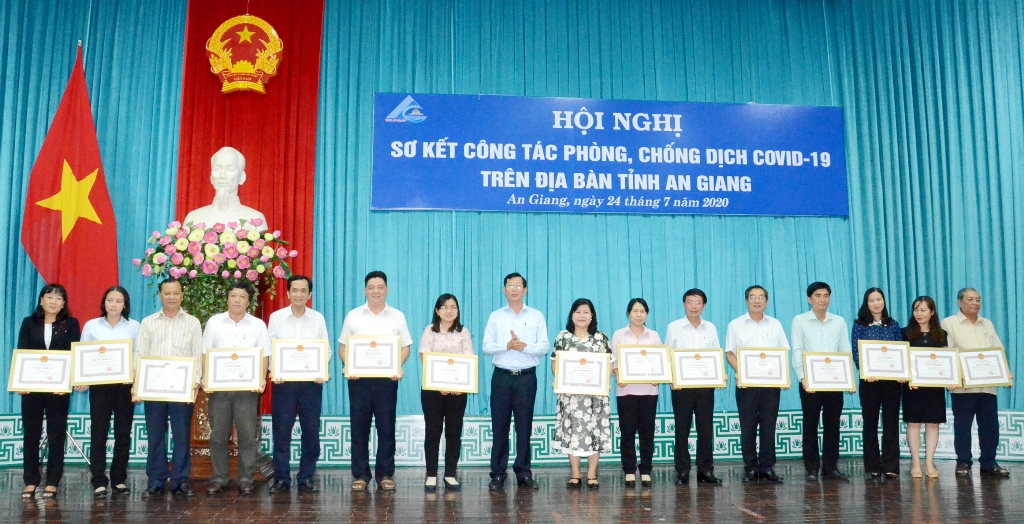 HỘI NGHỊ
SƠ KẾT CÔNG TÁC PHÒNG, CHỐNG DỊCH COVID-19
TRÊN ĐỊA BÀN TỈNH AN GIANG
An Giang, ngày 24 tháng 7 năm 2020